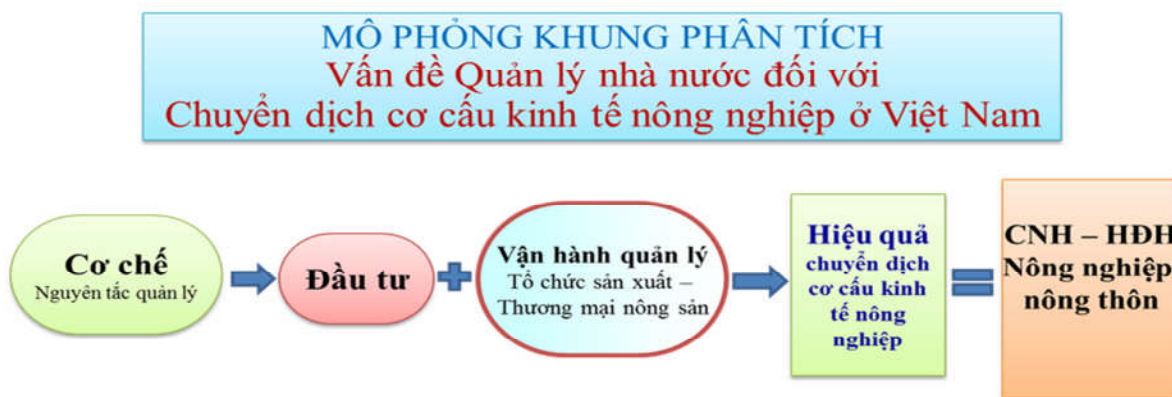 MÔ PHỎNG KHUNG PHÂN TÍCH
Vấn đề Quản lý nhà nước đối với
Chuyển dịch cơ cấu kinh tế nông nghiệp ở Việt Nam
Cơ chế
Nguyên tắc quản lý
Đầu tư
Vận hành quản lý
Tổ chức sản xuất –
Thương mại nông sản
Hiệu quả
chuyển dịch
cơ cấu kinh
tế nông
nghiệp
CNH – HĐH
Nông nghiệp
nông thôn